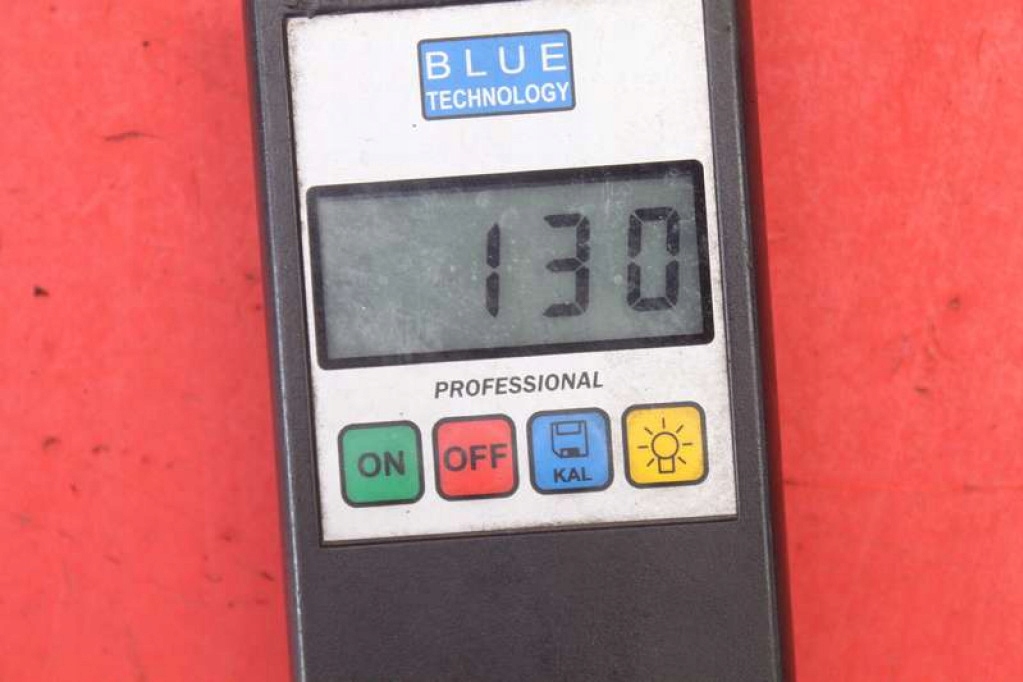 BLUE
TECHNOLOGY
130
PROFESSIONAL
ON OFF KAL